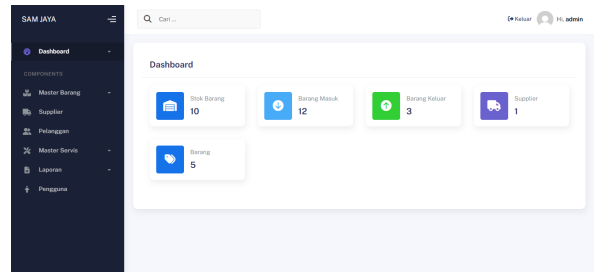 SAM JAYA
Cari ...
Keluar
Hi, admin
Dashboard
COMPONENTS
Master Barang
Supplier
Pelanggan
Master Servis
Laporan
Pengguna
Dashboard
Stok Barang
10
Barang Masuk
12
Barang Keluar
3
Supplier
1
Barang
5